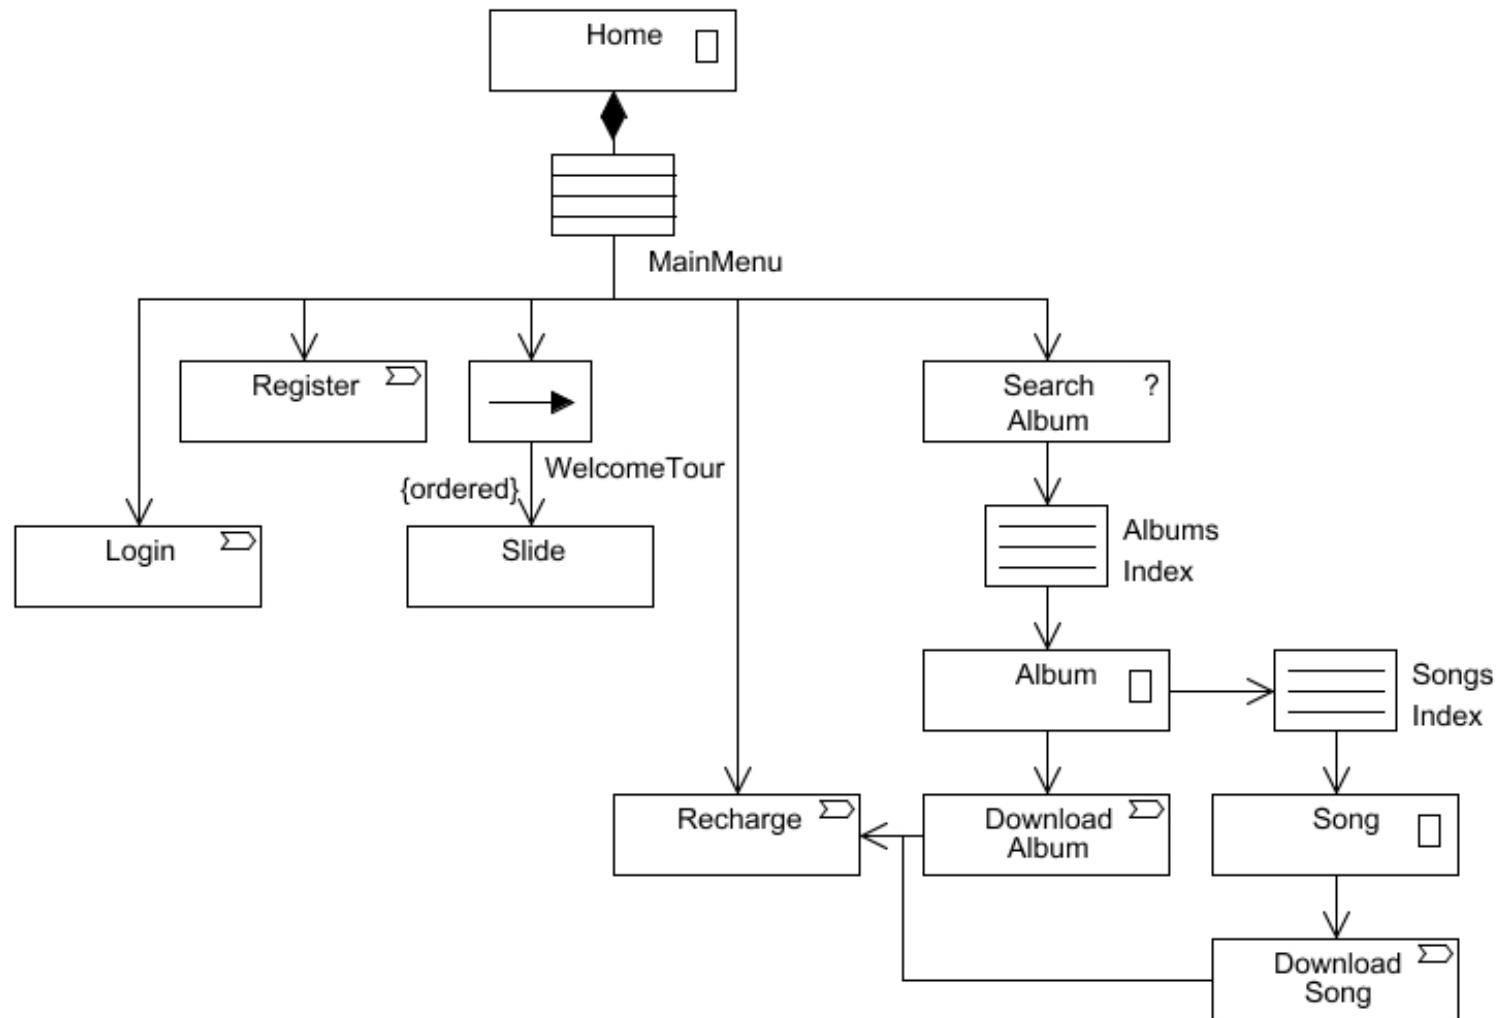 Home
MainMenu
Register
Search ?
Album
WelcomeTour
{ordered}
Login
Slide
Albums
Index
Album
Songs
Index
Recharge
Download
Album
Song
Download
Song